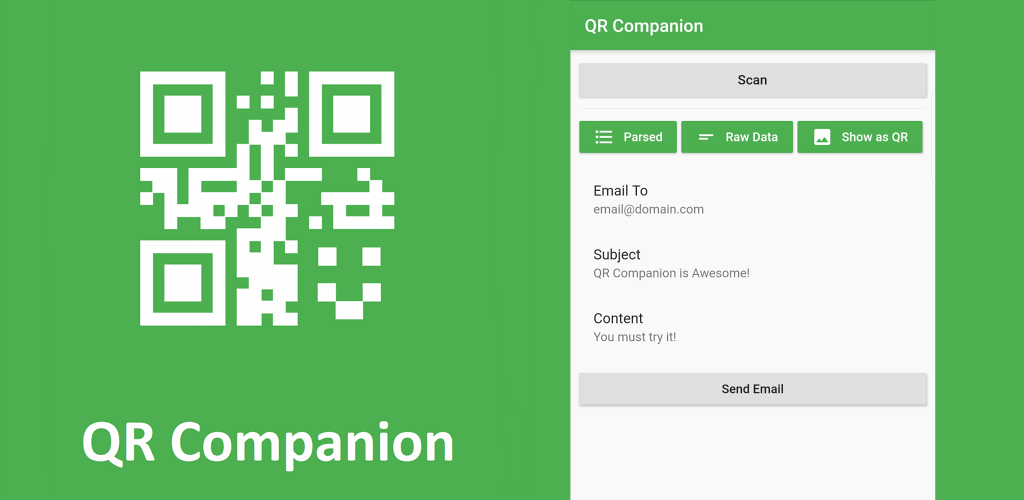 QR Companion
QR Companion
Scan
Parsed Raw Data Show as QR
Email To
email@domain.com
Subject
QR Companion is Awesome!
Content
You must try it!
Send Email